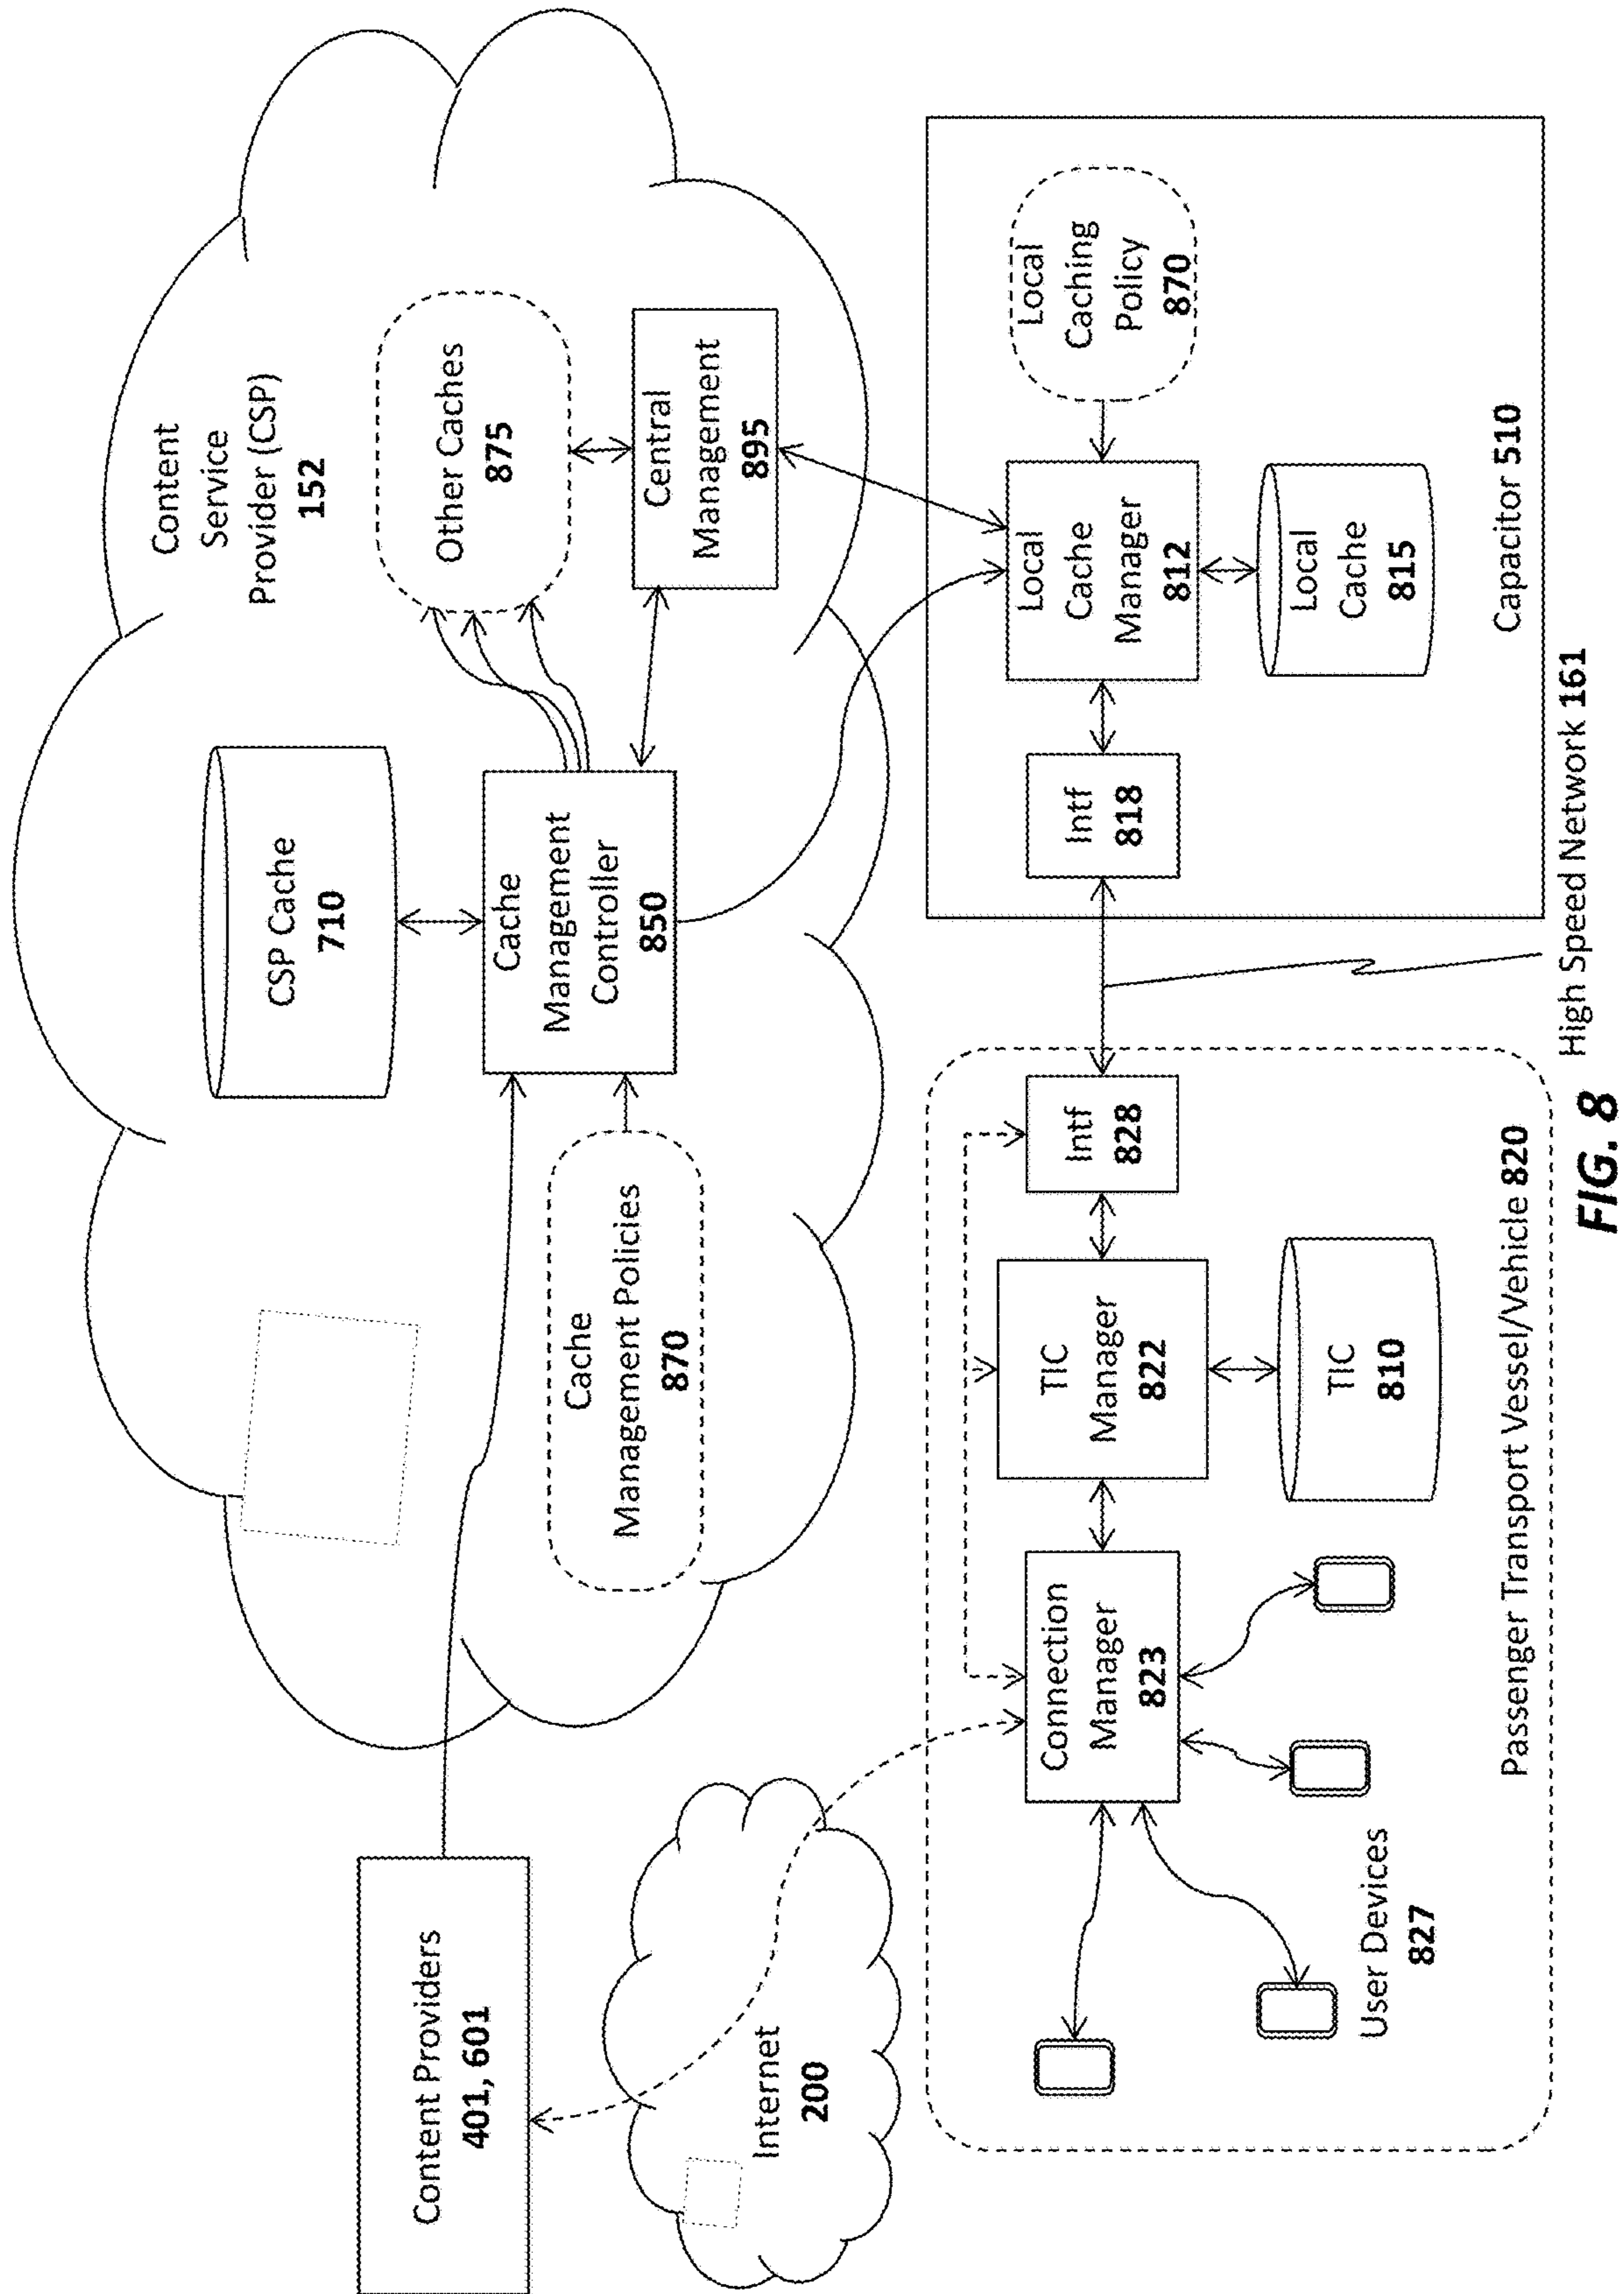 Content Providers
401, 601
Internet
200
Content
Service
Provider (CSP)
152
CSP Cache
710
Other Caches
875
Cache
Management
Controller
850
Central
Management
895
Cache
Management Policies
870
Connection
Manager
823
TIC
Manager
822
Intf
828
TIC
810
User Devices
827
Passenger Transport Vessel/Vehicle 820
Intf
818
Local
Cache
Manager
812
Local
Caching
Policy
870
Local
Cache
815
Capacitor 510
High Speed Network 161
FIG. 8